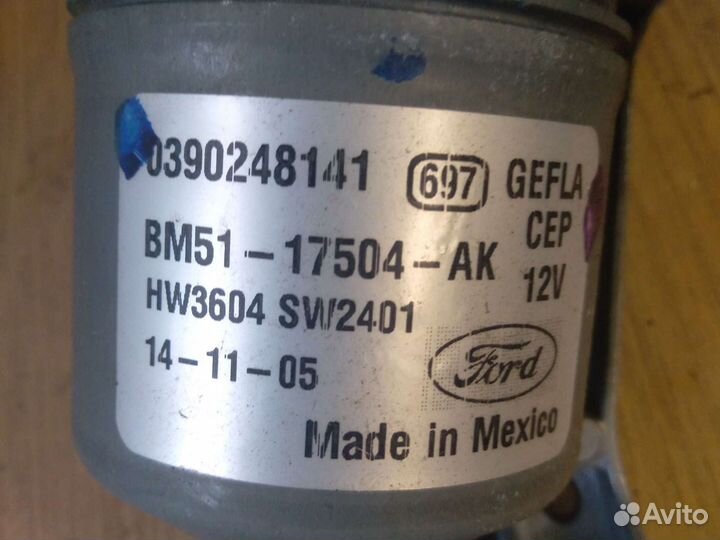 0390248141 697 GEFLA
BM51-17504-AK CEP
HW3604 SW2401 12V
14-11-05 Ford
Made in Mexico
Avito